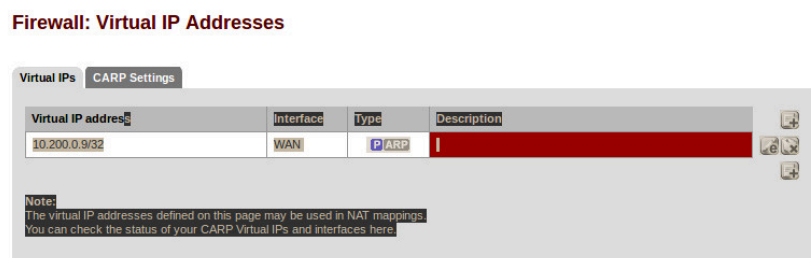 Firewall: Virtual IP Addresses
Virtual IPs CARP Settings
Virtual IP address Interface Type Description
10.200.0.9/32 WAN P ARP
Note:
The virtual IP addresses defined on this page may be used in NAT mappings.
You can check the status of your CARP Virtual IPs and interfaces here.